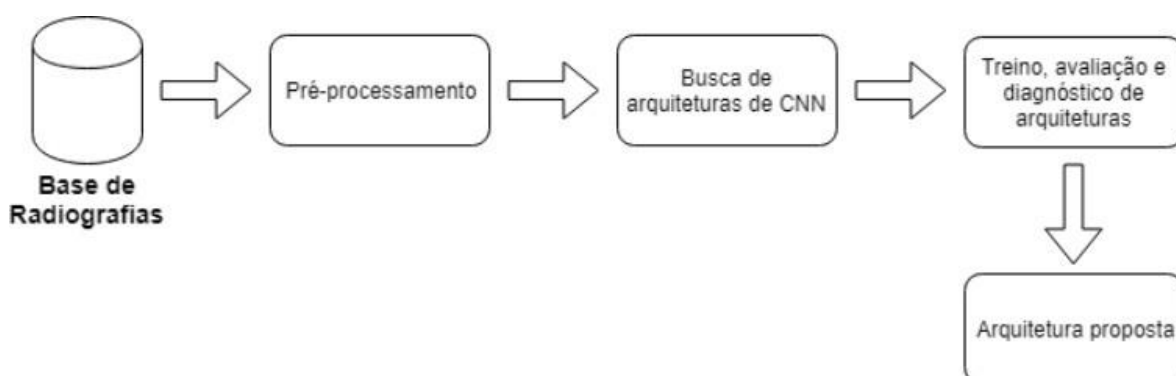 Base de
Radiografias
Pré-processamento
Busca de
arquiteturas de CNN
Treino, avaliação e
diagnóstico de
arquiteturas
Arquitetura proposta